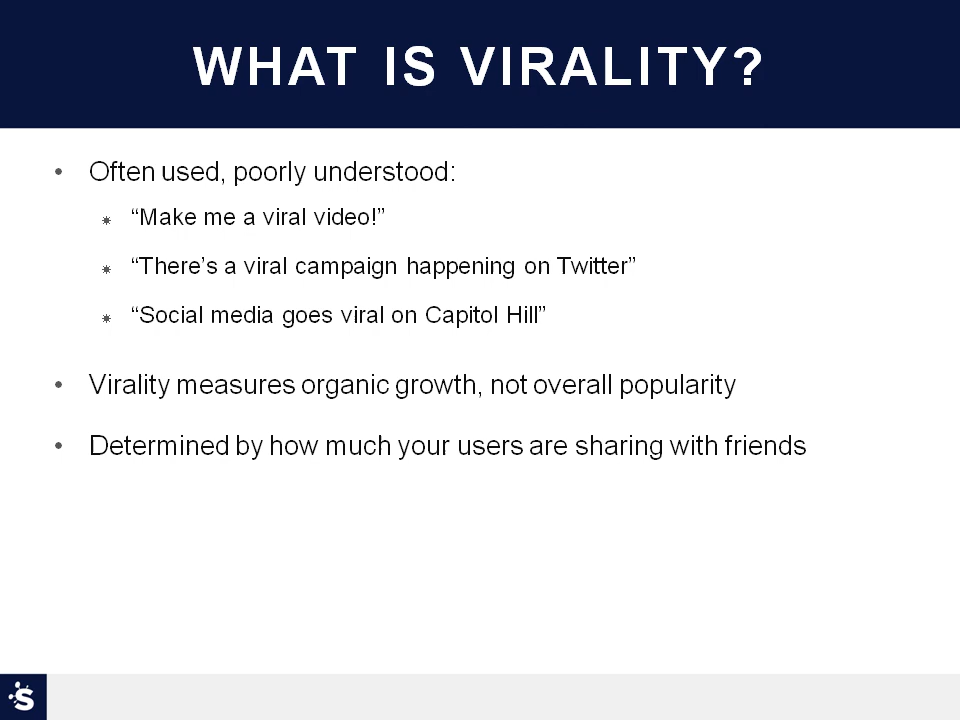 WHAT IS VIRALITY?
• Often used, poorly understood:
⁕ “Make me a viral video!”
⁕ “There’s a viral campaign happening on Twitter”
⁕ “Social media goes viral on Capitol Hill”
• Virality measures organic growth, not overall popularity
• Determined by how much your users are sharing with friends
S